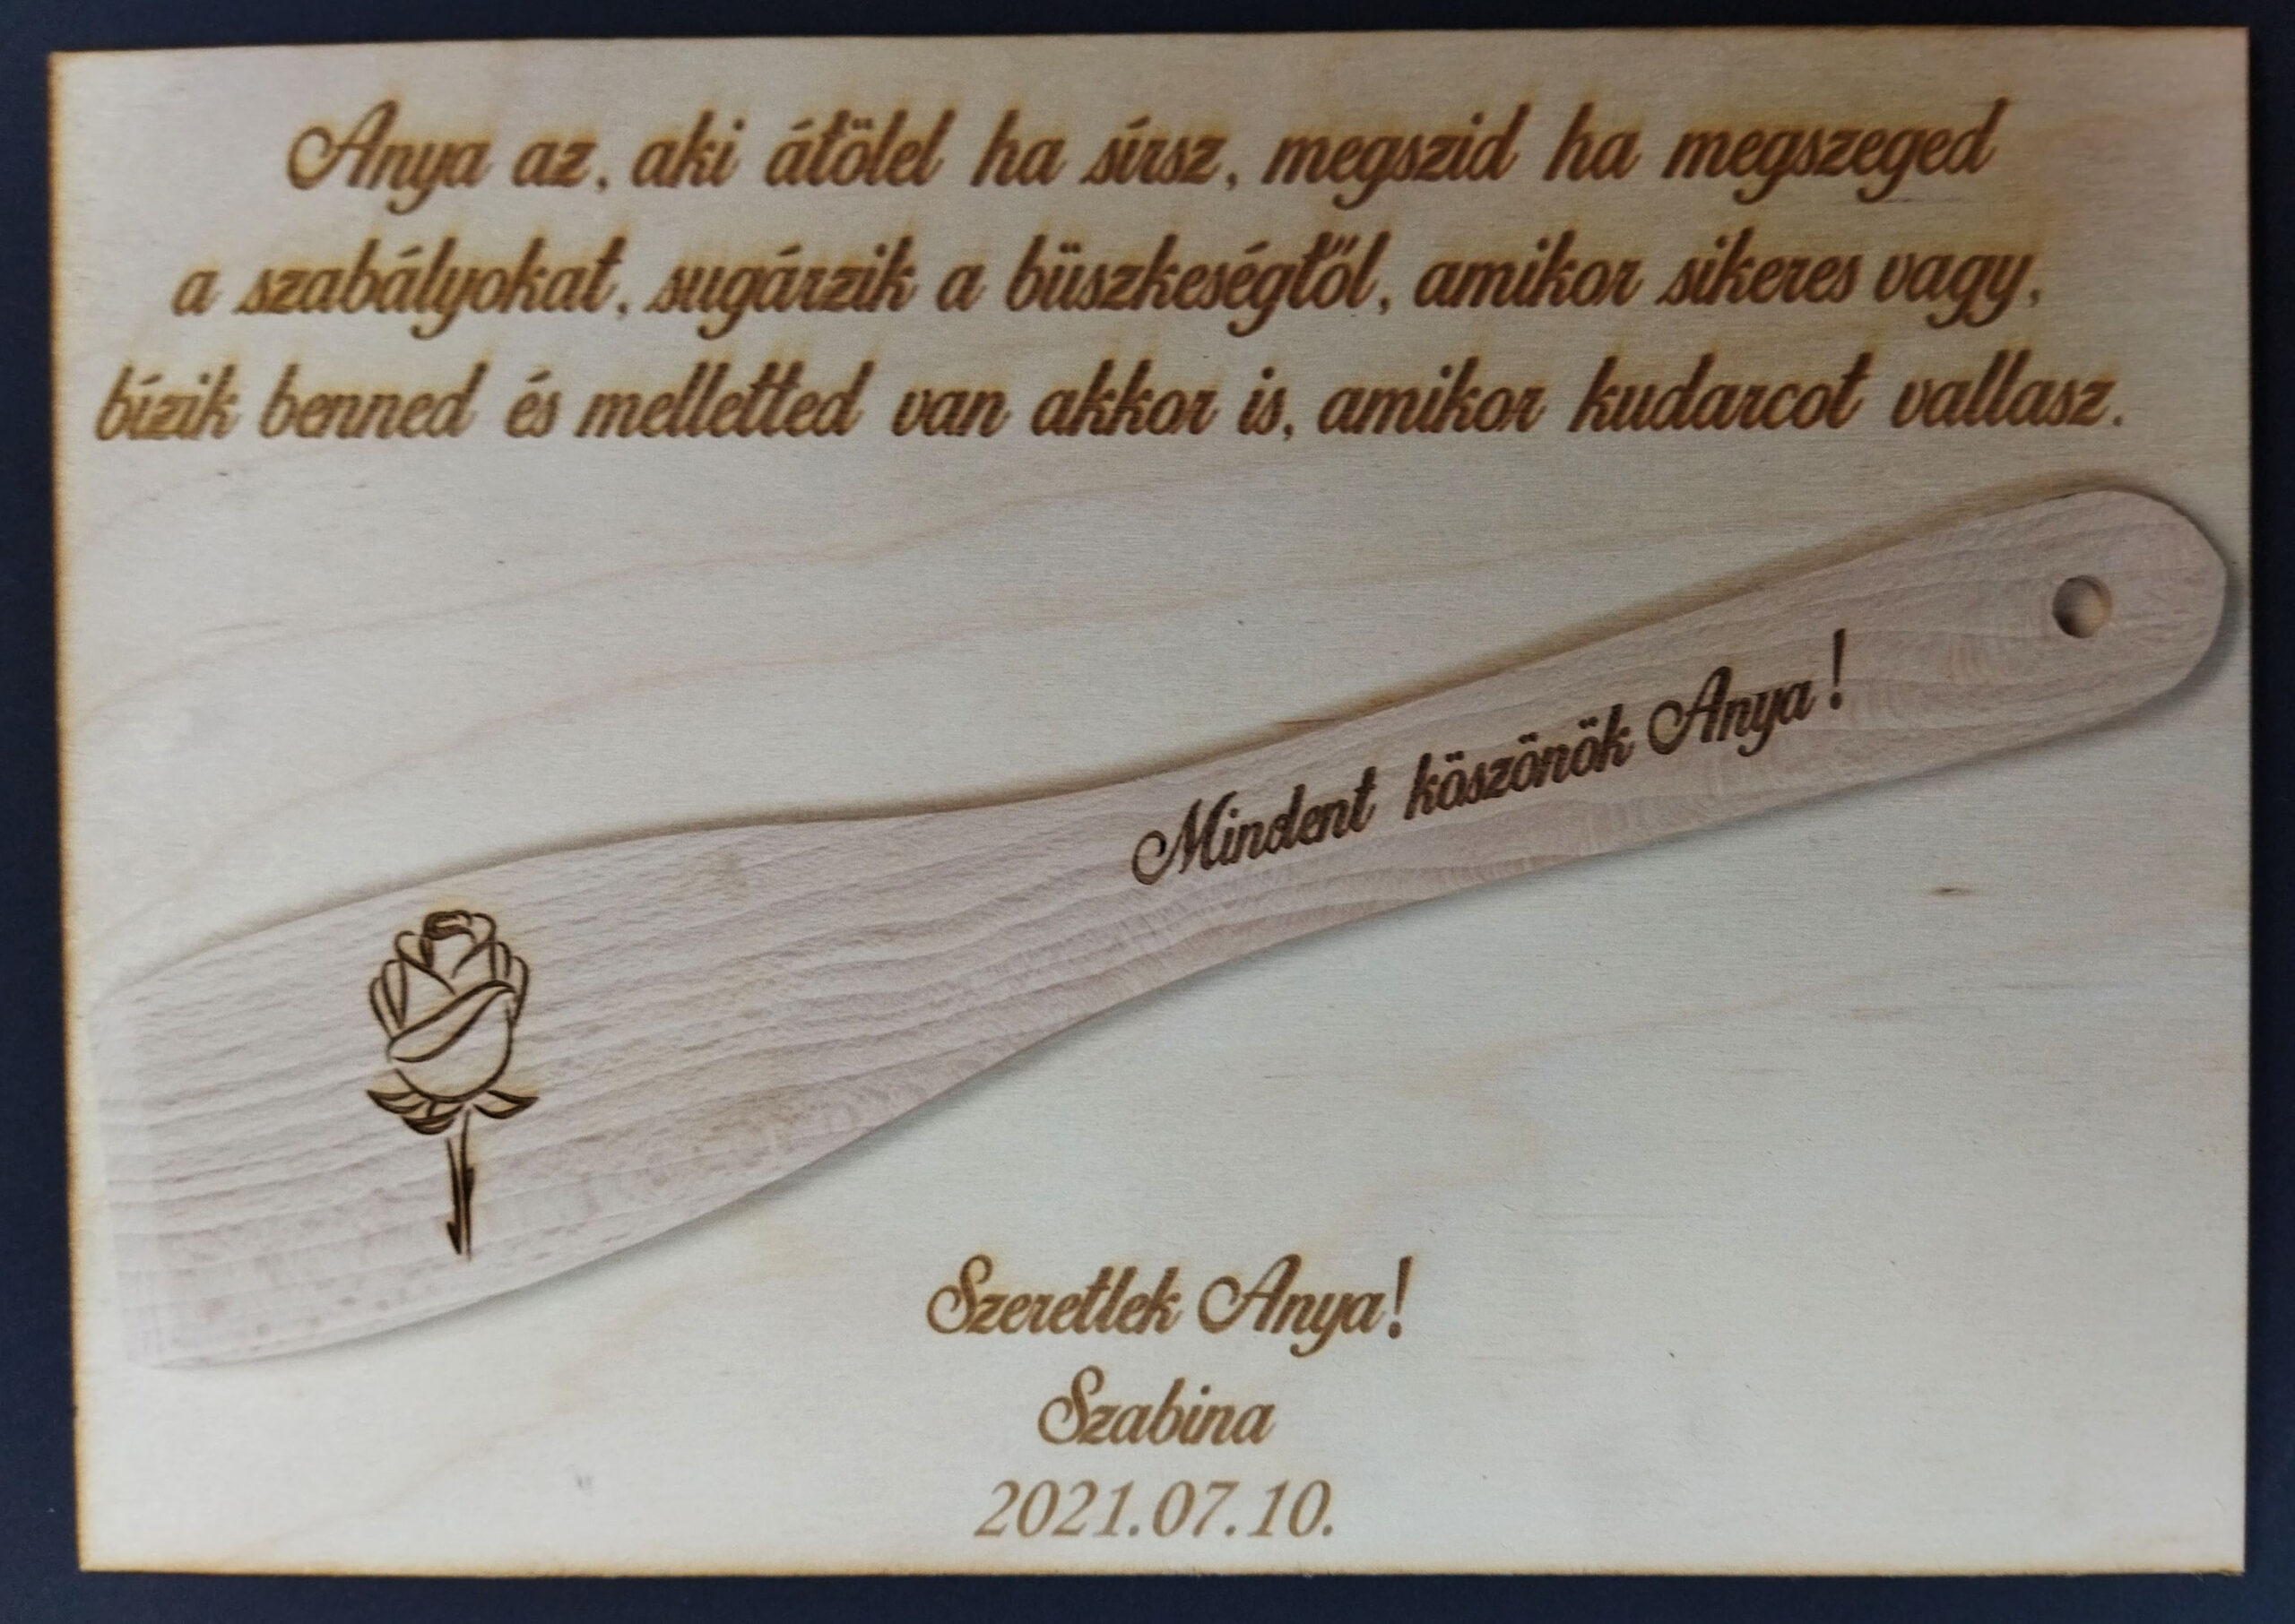 Anya az, aki átölel ha sírsz, megszid ha megszeged
a szabályokat, sugárzik a büszkeségtől, amikor sikeres vagy,
bízik benned és melletted van akkor is, amikor kudarcot vallasz.
Mindent köszönök Anya!
Szeretlek Anya!
Szabina
2021.07.10.